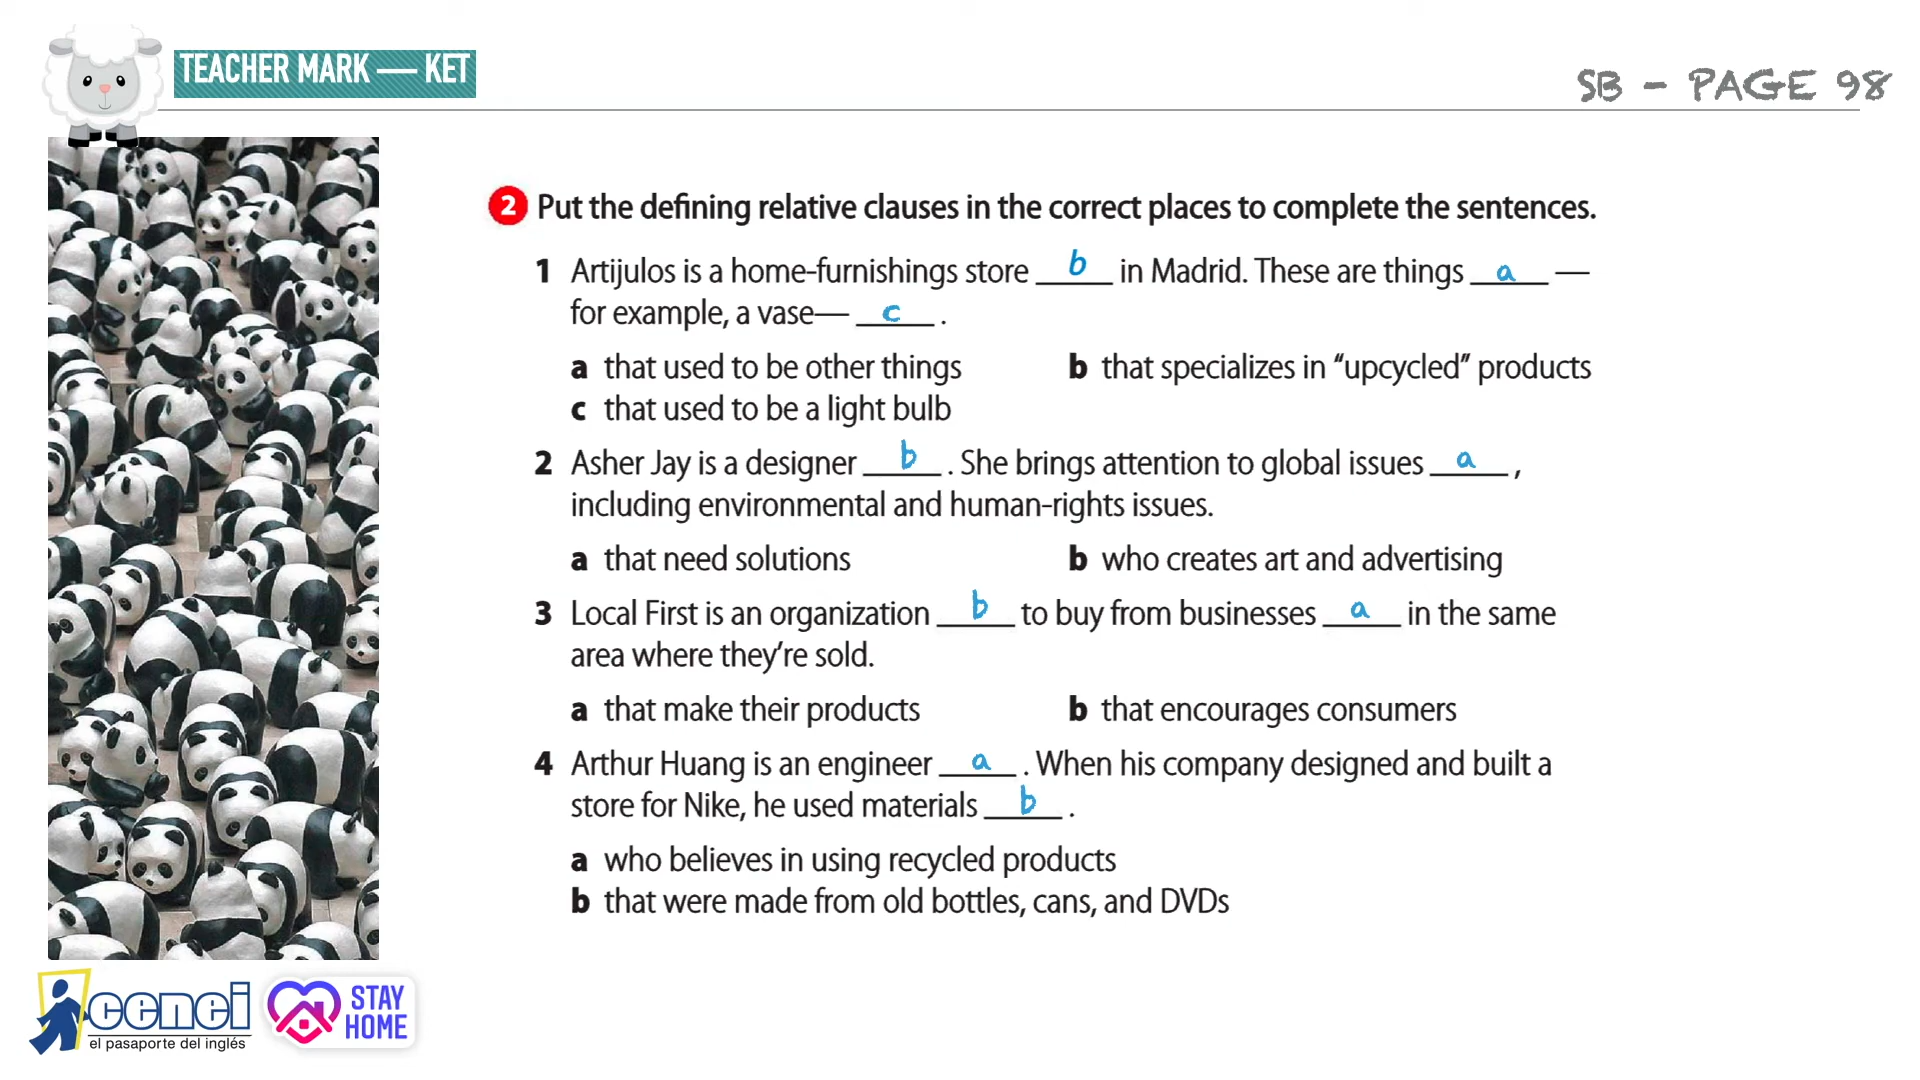 TEACHER MARK — KET
SB - PAGE 98
2 Put the defining relative clauses in the correct places to complete the sentences.
1 Artijulos is a home-furnishings store b in Madrid. These are things a —
for example, a vase— c .
a that used to be other things b that specializes in “upcycled” products
c that used to be a light bulb
2 Asher Jay is a designer b . She brings attention to global issues a ,
including environmental and human-rights issues.
a that need solutions b who creates art and advertising
3 Local First is an organization b to buy from businesses a in the same
area where they’re sold.
a that make their products b that encourages consumers
4 Arthur Huang is an engineer a . When his company designed and built a
store for Nike, he used materials b .
a who believes in using recycled products
b that were made from old bottles, cans, and DVDs
cenei
el pasaporte del inglés
STAY
HOME